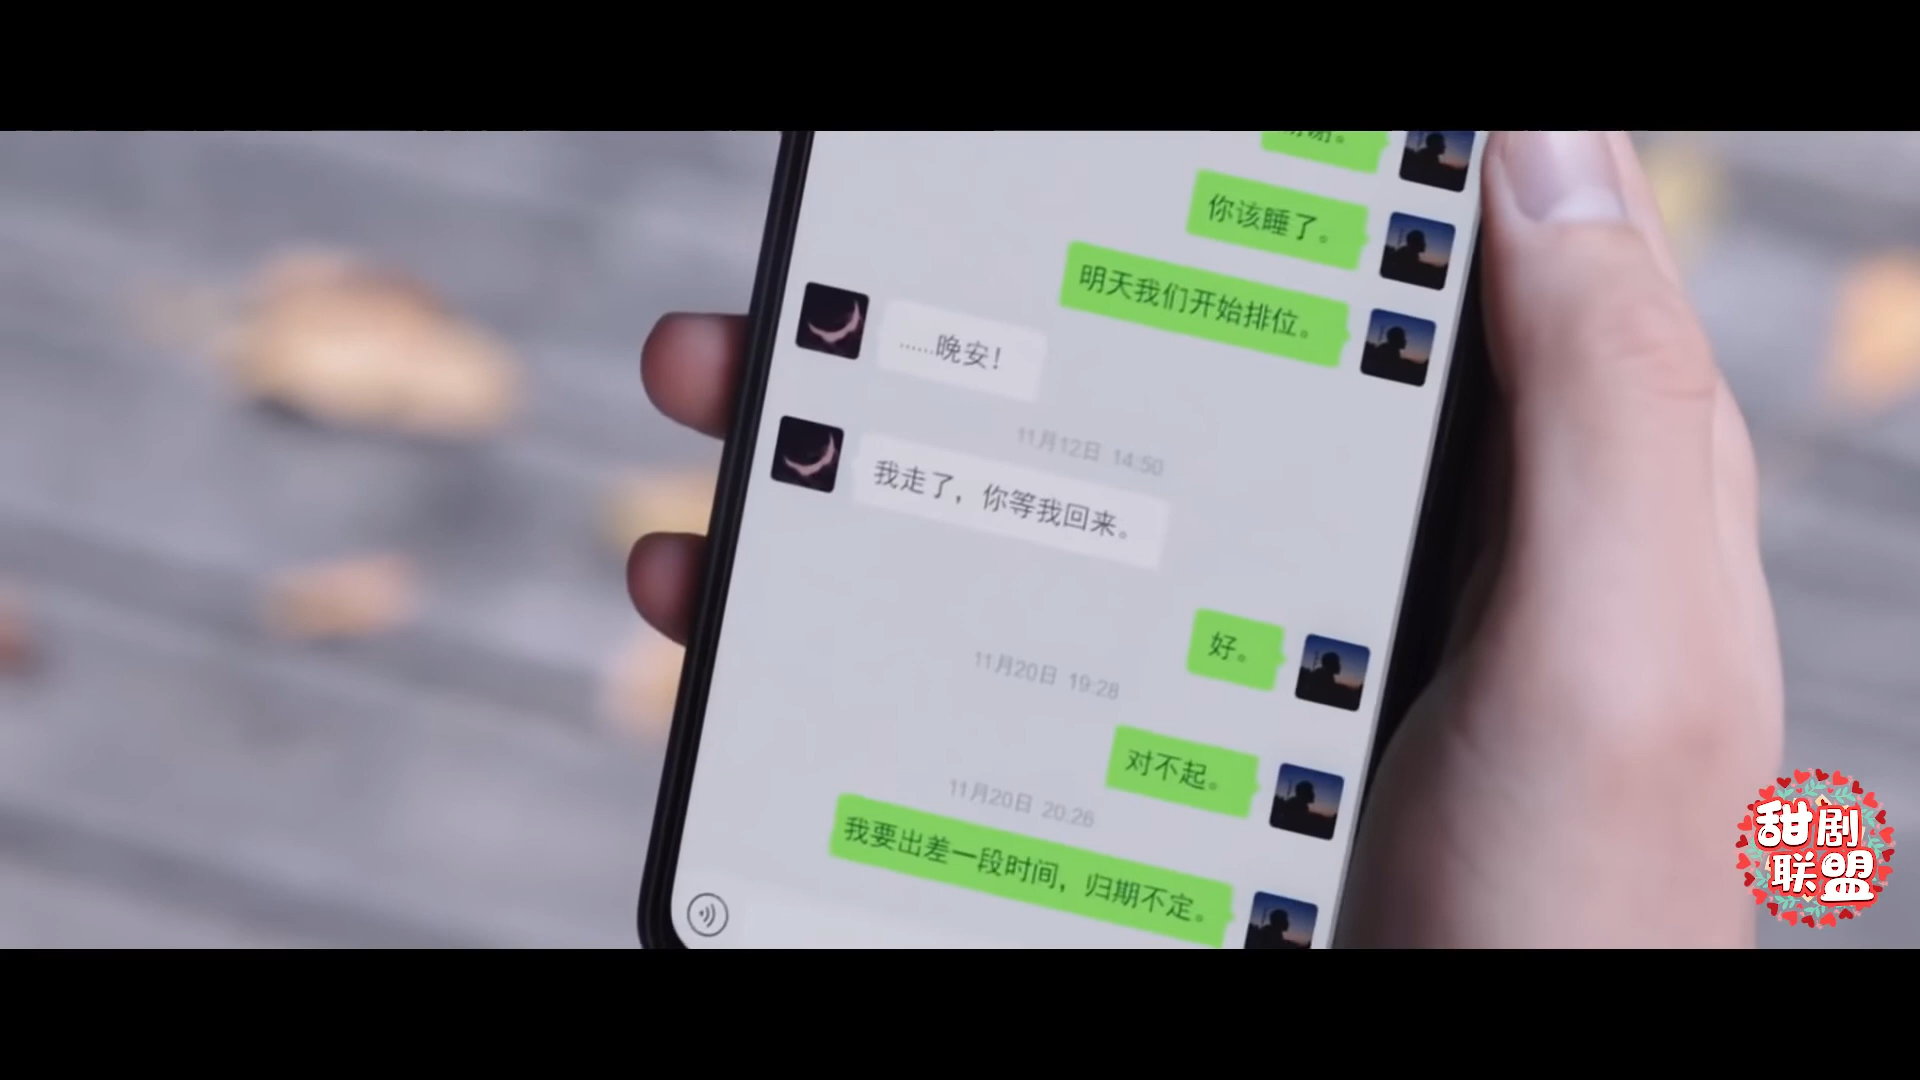 你该睡了。
明天我们开始排位。
……晚安！
11月12日 14:50
我走了，你等我回来。
好。
11月20日 19:28
对不起。
11月20日 20:26
我要出差一段时间，归期不定。
甜剧
联盟